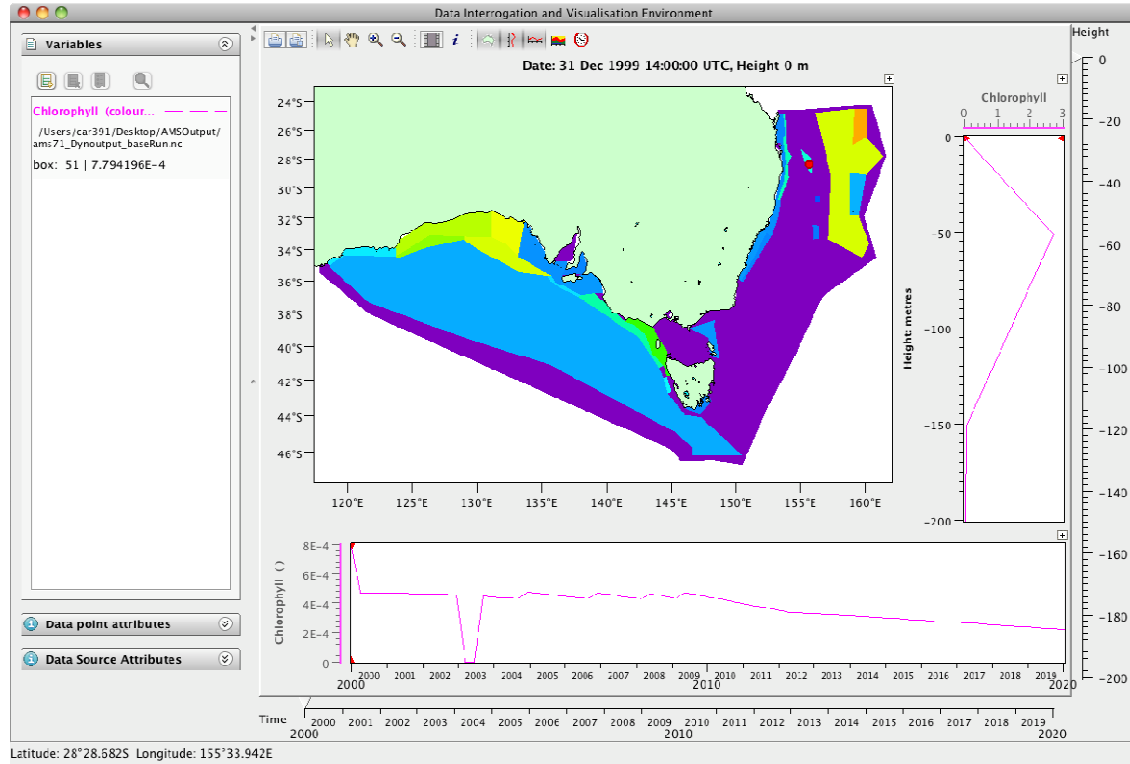 Data Interrogation and Visualisation Environment
Variables
Chlorophyll (colour...
/Users/car391/Desktop/AMSOutput/
ams71_Dynoutput_baseRun.nc
box: 51 | 7.794196E-4
Data point attributes
Data Source Attributes
Date: 31 Dec 1999 14:00:00 UTC, Height 0 m
24°S
26°S
28°S
30°S
32°S
34°S
36°S
38°S
40°S
42°S
44°S
46°S
120°E 125°E 130°E 135°E 140°E 145°E 150°E 155°E 160°E
Chlorophyll
0 1 2 3
Height: metres
0
-50
-100
-150
-200
Height
0
-20
-40
-60
-80
-100
-120
-140
-160
-180
-200
Chlorophyll ()
8E-4
6E-4
4E-4
2E-4
0
2000 2001 2002 2003 2004 2005 2006 2007 2008 2009 2010 2011 2012 2013 2014 2015 2016 2017 2018 2019
2000 2010 2020
Time 2000 2001 2002 2003 2004 2005 2006 2007 2008 2009 2010 2011 2012 2013 2014 2015 2016 2017 2018 2019
2000 2010 2020
Latitude: 28°28.682S Longitude: 155°33.942E